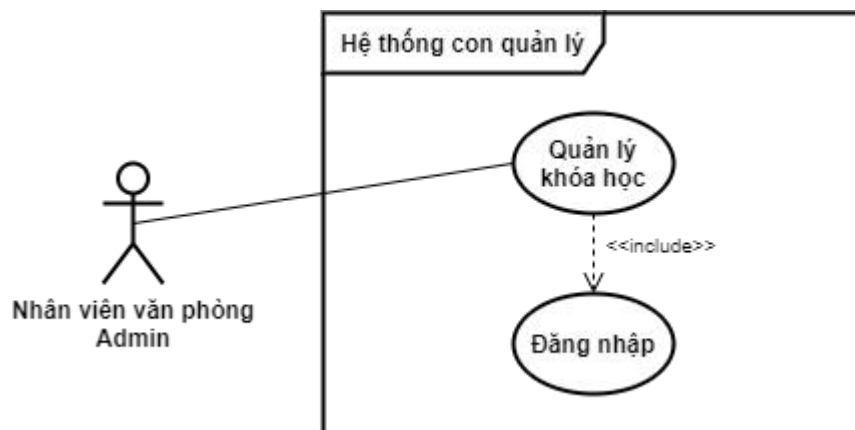 Hệ thống con quản lý
Quản lý
khóa học
<<include>>
Nhân viên văn phòng
Admin
Đăng nhập